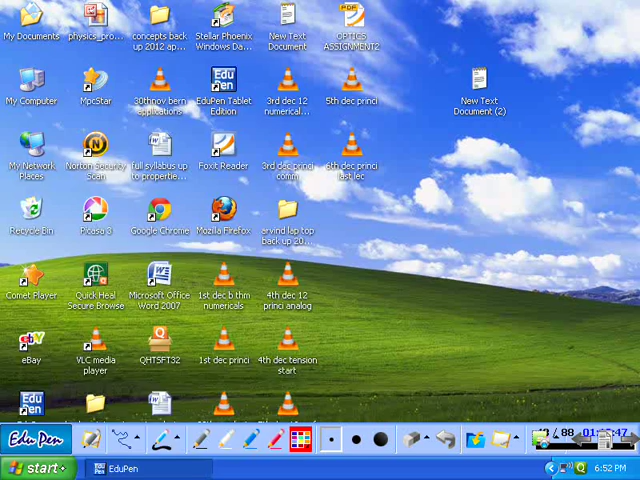 My Documents
physics_pro...
concepts back
up 2012 ap...
Stellar Phoenix
Windows Da...
New Text
Document
OPTICS
ASSIGNMENT2
My Computer
MpcStar
30thnov bern
applications
EduPen Tablet
Edition
3rd dec 12
numerical...
5th dec princi
New Text
Document (2)
My Network
Places
Norton Security
Scan
full syllabus up
to propertie...
Foxit Reader
3rd dec princi
comm
6th dec princi
last lec
Recycle Bin
Picasa 3
Google Chrome
Mozilla Firefox
arvind lap top
back up 20...
Comet Player
Quick Heal
Secure Browse
Microsoft Office
Word 2007
1st dec b thm
numericals
4th dec 12
princi analog
eBay
VLC media
player
QHTSFT32
1st dec princi
4th dec tension
start
Edu Pen
start
EduPen
6:52 PM